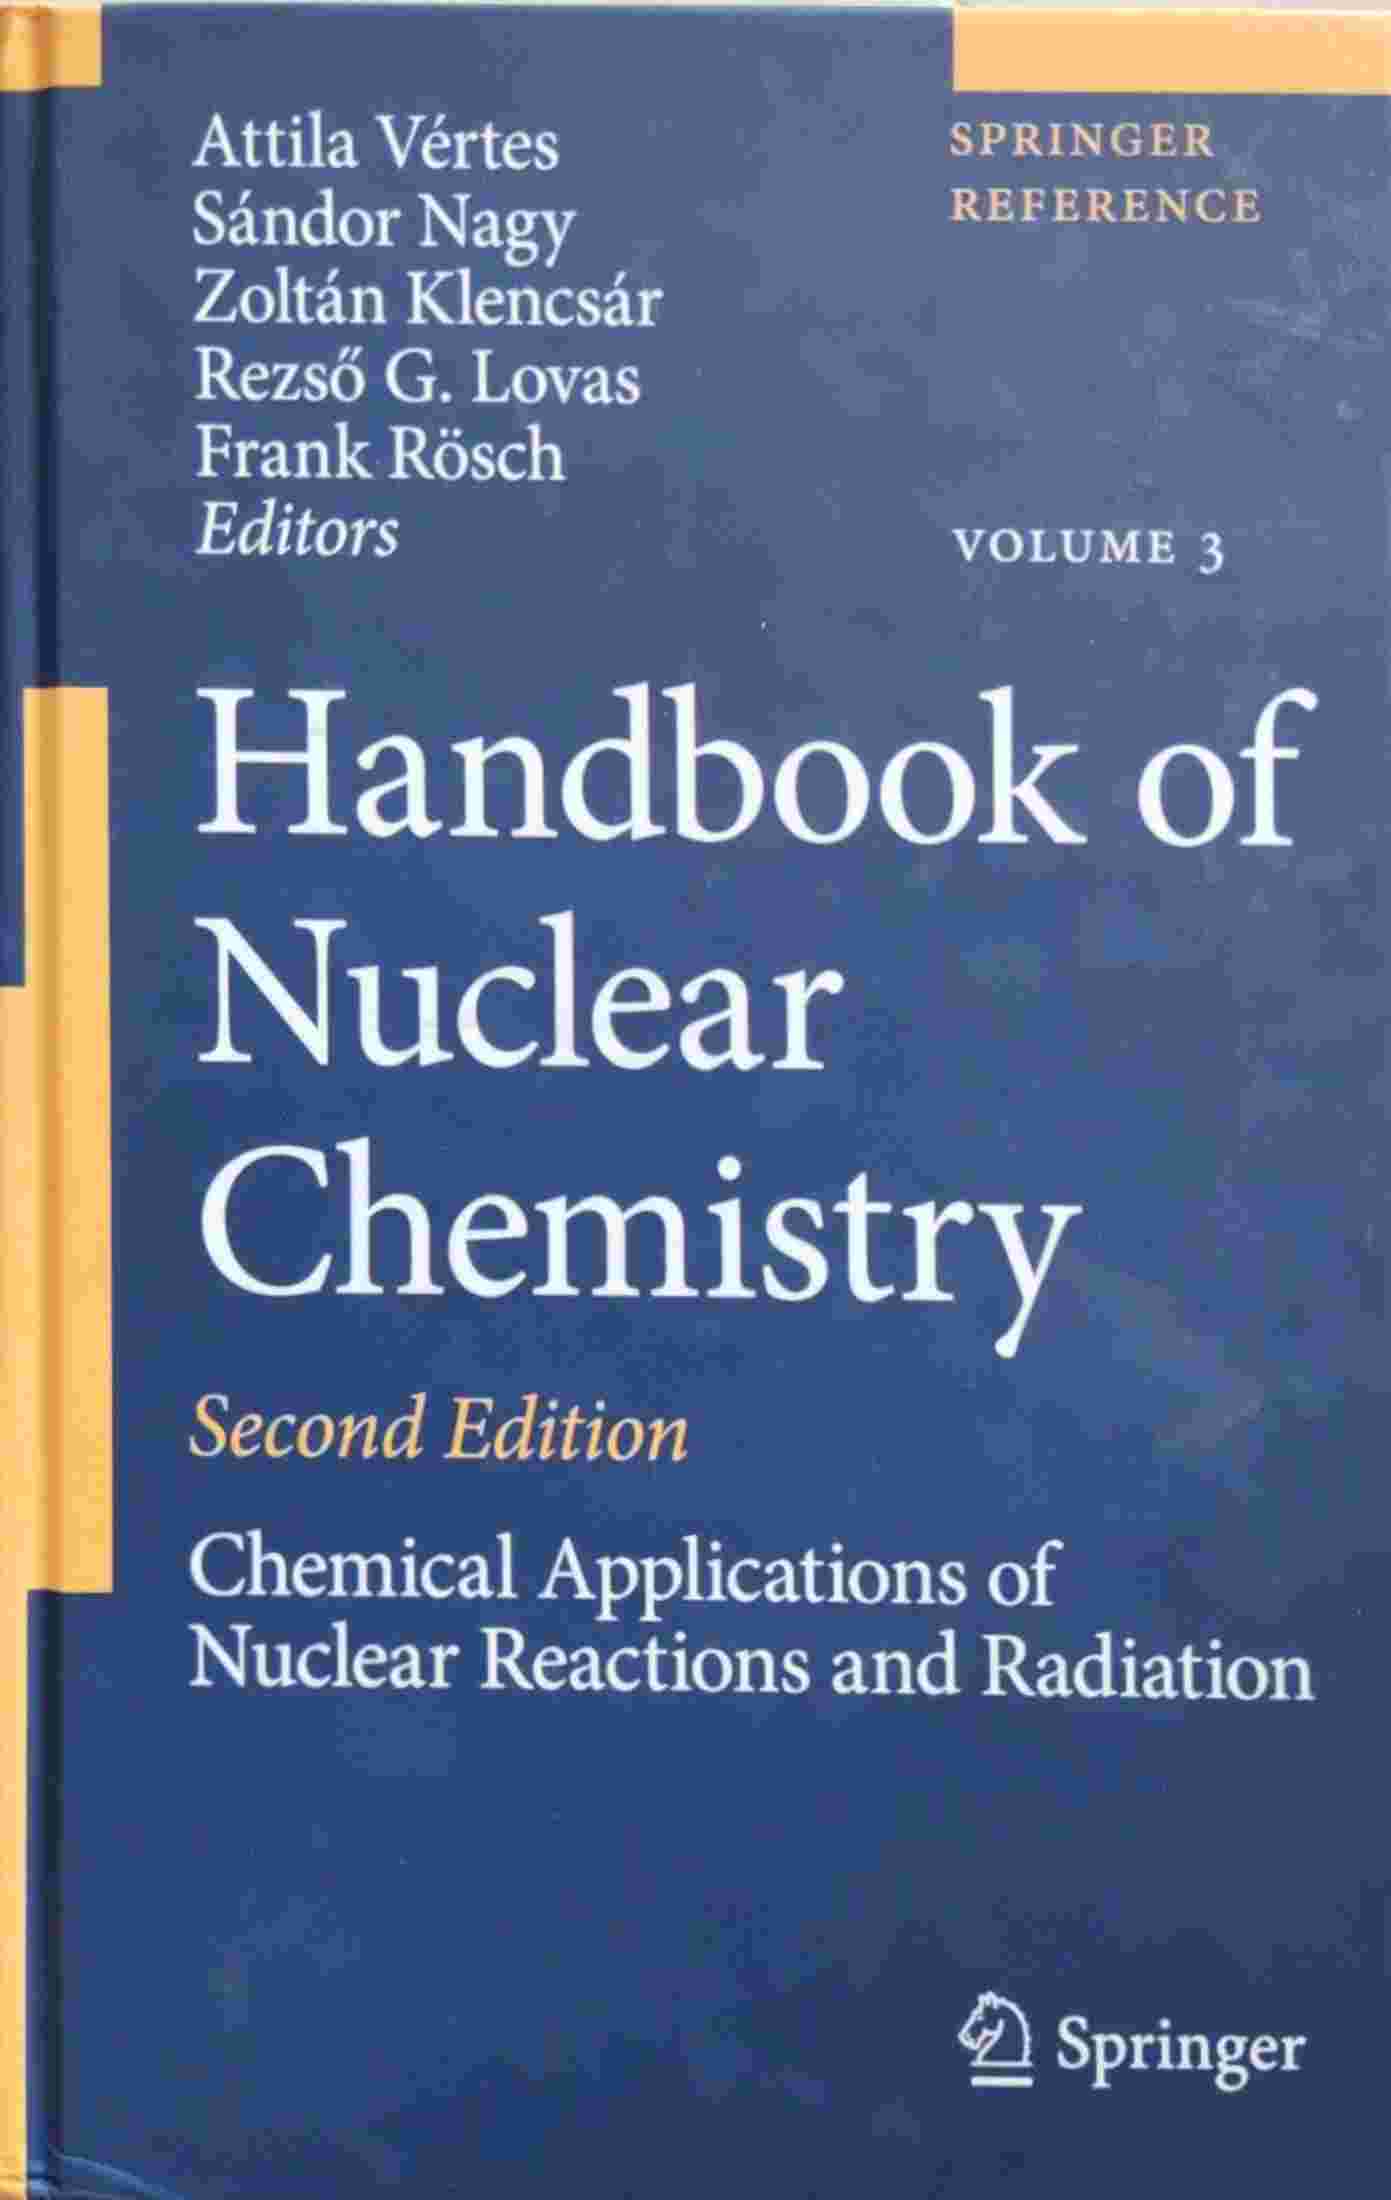 Attila Vértes
Sándor Nagy
Zoltán Klencsár
Rezső G. Lovas
Frank Rösch
Editors
SPRINGER
REFERENCE
VOLUME 3
Handbook of
Nuclear
Chemistry
Second Edition
Chemical Applications of
Nuclear Reactions and Radiation
Springer